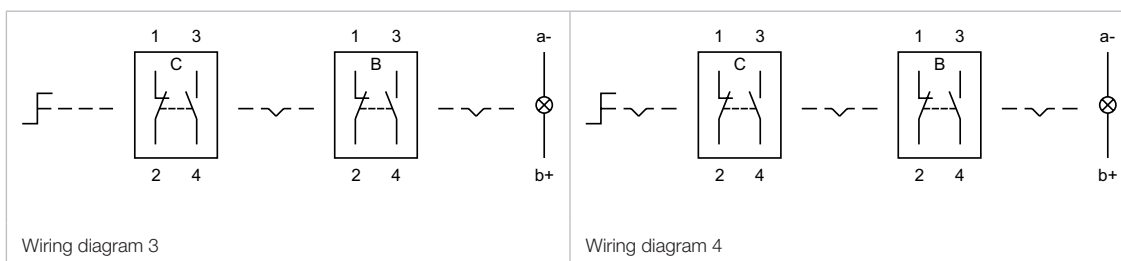 1 3 1 3 a-
C B
2 4 2 4 b+
Wiring diagram 3
1 3 1 3 a-
C B
2 4 2 4 b+
Wiring diagram 4